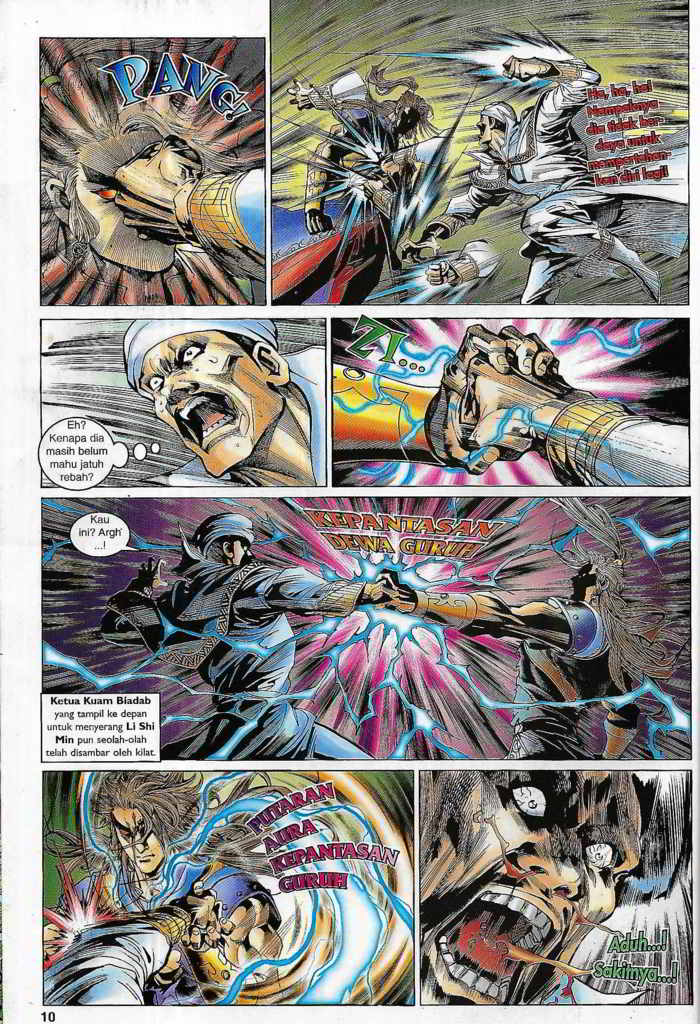 PANG!
Ha, ha, ha!
Nampaknya
dia tidak ber-
daya untuk
mempertahan-
kan diri lagi!
Eh?
Kenapa dia
masih belum
mahu jatuh
rebah?
ZI...
Kau
ini? Argh
...!
KEPANTASAN
DEWA GURUH
Ketua Kuam Biadab
yang tampil ke depan
untuk menyerang Li Shi
Min pun seolah-olah
telah disambar oleh kilat.
PUTARAN
AURA
KEPANTASAN
GURUH
Aduh...!
Sakitnya...!
10